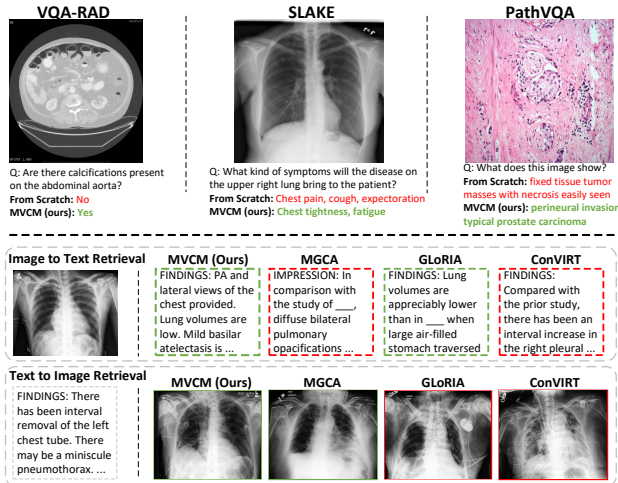 VQA-RAD
SLAKE
PathVQA
Q: Are there calcifications present
on the abdominal aorta?
From Scratch: No
MVCM (ours): Yes
Q: What kind of symptoms will the disease on
the upper right lung bring to the patient?
From Scratch: Chest pain, cough, expectoration
MVCM (ours): Chest tightness, fatigue
Q: What does this image show?
From Scratch: fixed tissue tumor
masses with necrosis easily seen
MVCM (ours): perineural invasion
typical prostate carcinoma
Image to Text Retrieval
MVCM (Ours)
FINDINGS: PA and
lateral views of the
chest provided.
Lung volumes are
low. Mild basilar
atelectasis is ...
MGCA
IMPRESSION: In
comparison with
the study of ___,
diffuse bilateral
pulmonary
opacifications ...
GLoRIA
FINDINGS: Lung
volumes are
appreciably lower
than in ___ when
large air-filled
stomach traversed
ConVIRT
FINDINGS:
Compared with
the prior study,
there has been an
interval increase in
the right pleural ...
Text to Image Retrieval
FINDINGS: There
has been interval
removal of the left
chest tube. There
may be a miniscule
pneumothorax. ...
MVCM (Ours)
MGCA
GLoRIA
ConVIRT